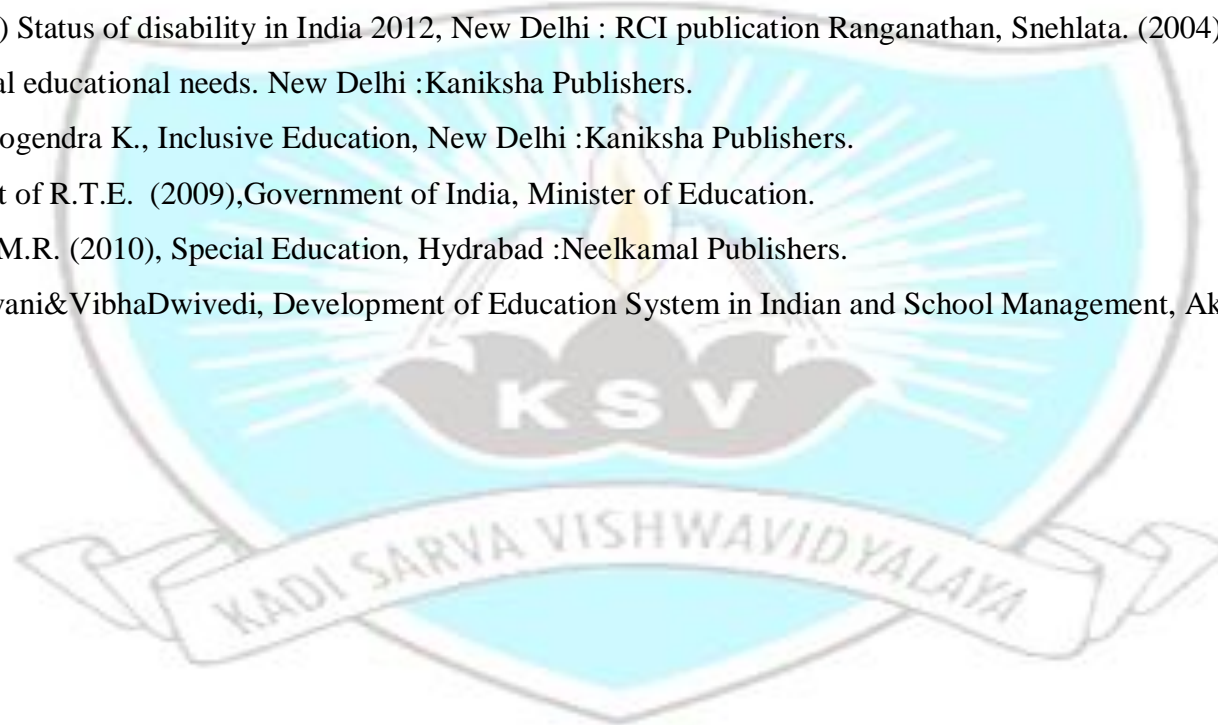 ) Status of disability in India 2012, New Delhi : RCI publication Ranganathan, Snehlata. (2004)
al educational needs. New Delhi :Kaniksha Publishers.
ogendra K., Inclusive Education, New Delhi :Kaniksha Publishers.
t of R.T.E. (2009),Government of India, Minister of Education.
M.R. (2010), Special Education, Hydrabad :Neelkamal Publishers.
vani&VibhaDwivedi, Development of Education System in Indian and School Management, Ak
KSV
KADI SARVA VISHWAVIDYALAYA